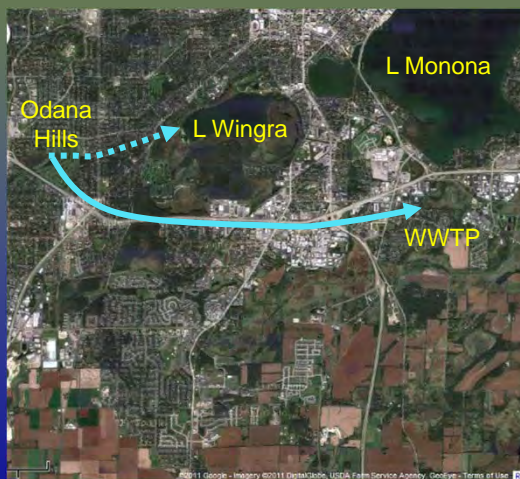 L Monona
Odana
Hills
L Wingra
WWTP
©2011 Google - Imagery ©2011 DigitalGlobe, USDA Farm Service Agency, GeoEye - Terms of Use